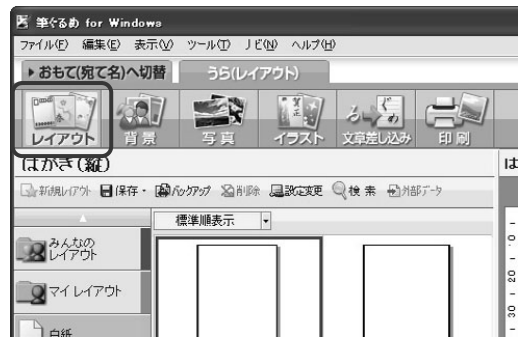 筆ぐるめ for Windows
ファイル(F) 編集(E) 表示(V) ツール(T) JE(N) ヘルプ(H)
おもて(宛て名)へ切替 うら(レイアウト)
レイアウト 背景 写真 イラスト 文章差し込み 印刷
はがき(縦) は
新規レイアウト 保存 バックアップ 削除 設定変更 検索 外部データ
標準順表示
みんなの
レイアウト
マイ レイアウト
白紙
0
20
30